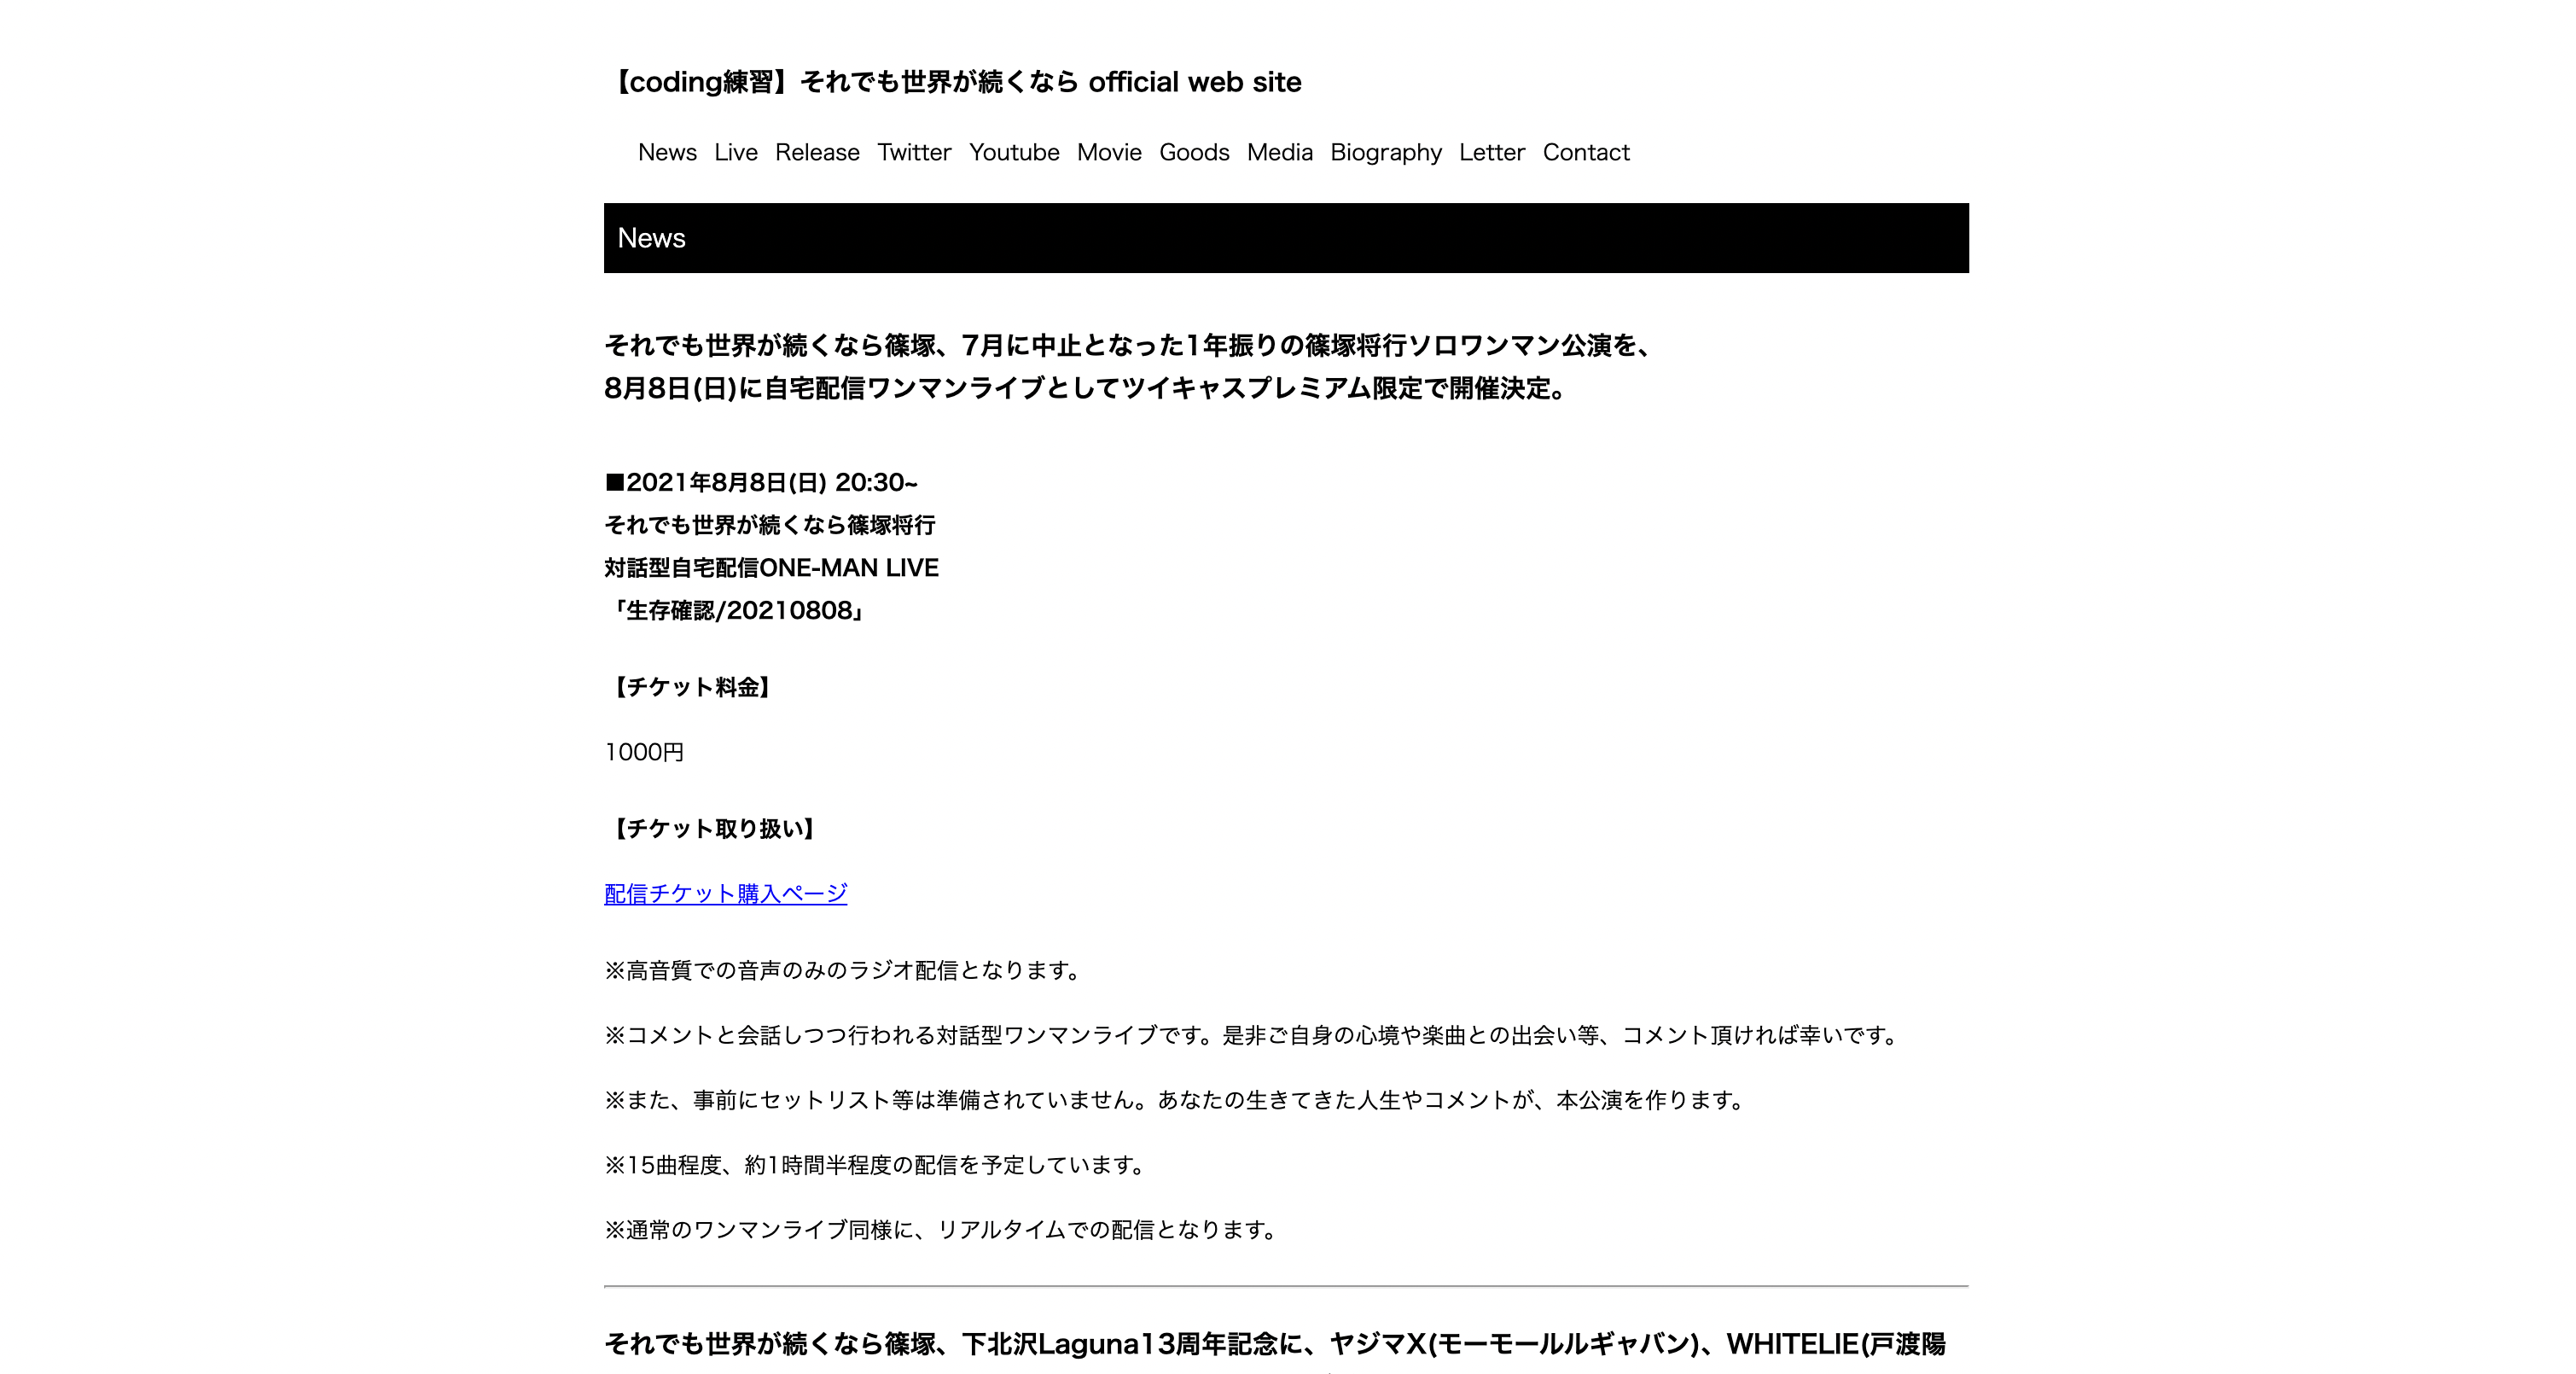 【coding練習】それでも世界が続くなら official web site
News Live Release Twitter Youtube Movie Goods Media Biography Letter Contact
News
それでも世界が続くなら篠塚、7月に中止となった1年振りの篠塚将行ソロワンマン公演を、
8月8日(日)に自宅配信ワンマンライブとしてツイキャスプレミアム限定で開催決定。
■2021年8月8日(日) 20:30~
それでも世界が続くなら篠塚将行
対話型自宅配信ONE-MAN LIVE
「生存確認/20210808」
【チケット料金】
1000円
【チケット取り扱い】
配信チケット購入ページ
※高音質での音声のみのラジオ配信となります。
※コメントと会話しつつ行われる対話型ワンマンライブです。是非ご自身の心境や楽曲との出会い等、コメント頂ければ幸いです。
※また、事前にセットリスト等は準備されていません。あなたの生きてきた人生やコメントが、本公演を作ります。
※15曲程度、約1時間半程度の配信を予定しています。
※通常のワンマンライブ同様に、リアルタイムでの配信となります。
それでも世界が続くなら篠塚、下北沢Laguna13周年記念に、ヤジマX(モーモールルギャバン)、WHITELIE(戸渡陽